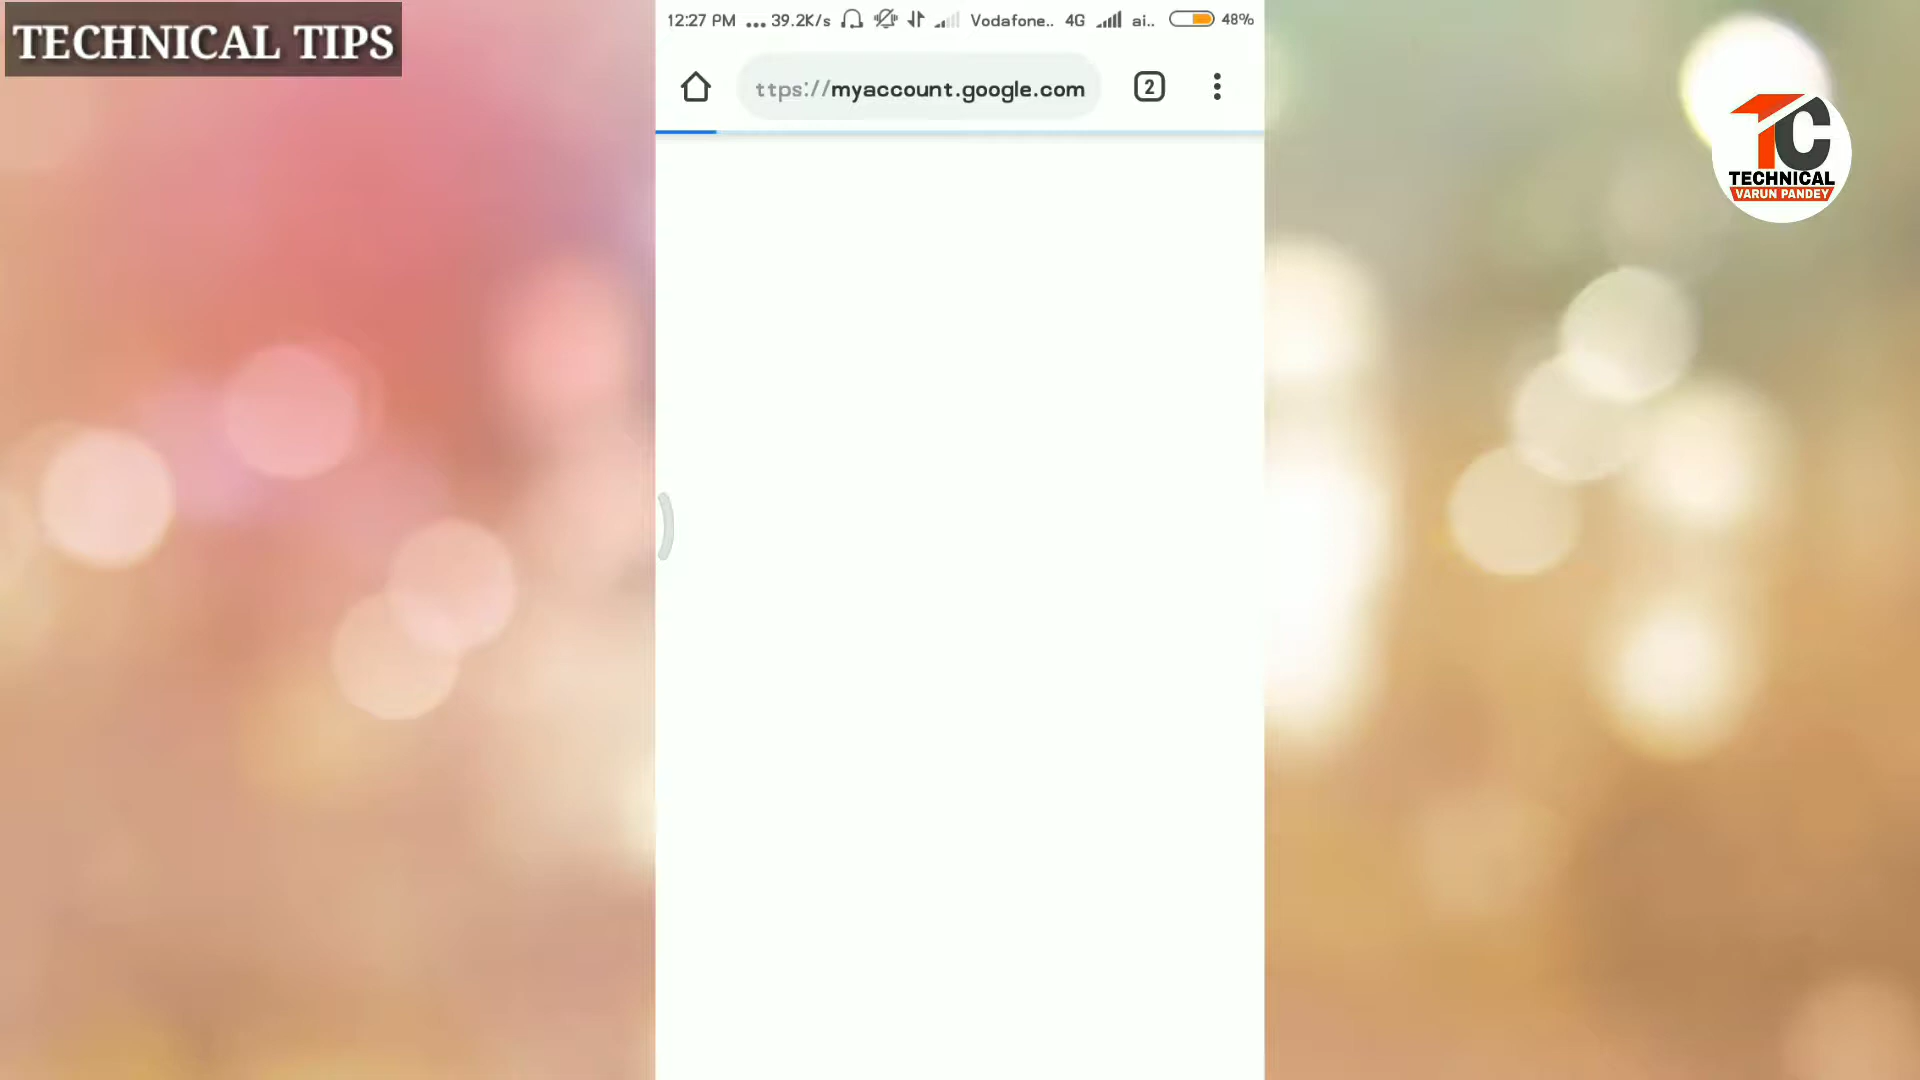 TECHNICAL TIPS
12:27 PM ... 39.2K/s Vodafone.. 4G ai.. 48%
ttps://myaccount.google.com
2
TC
TECHNICAL
VARUN PANDEY